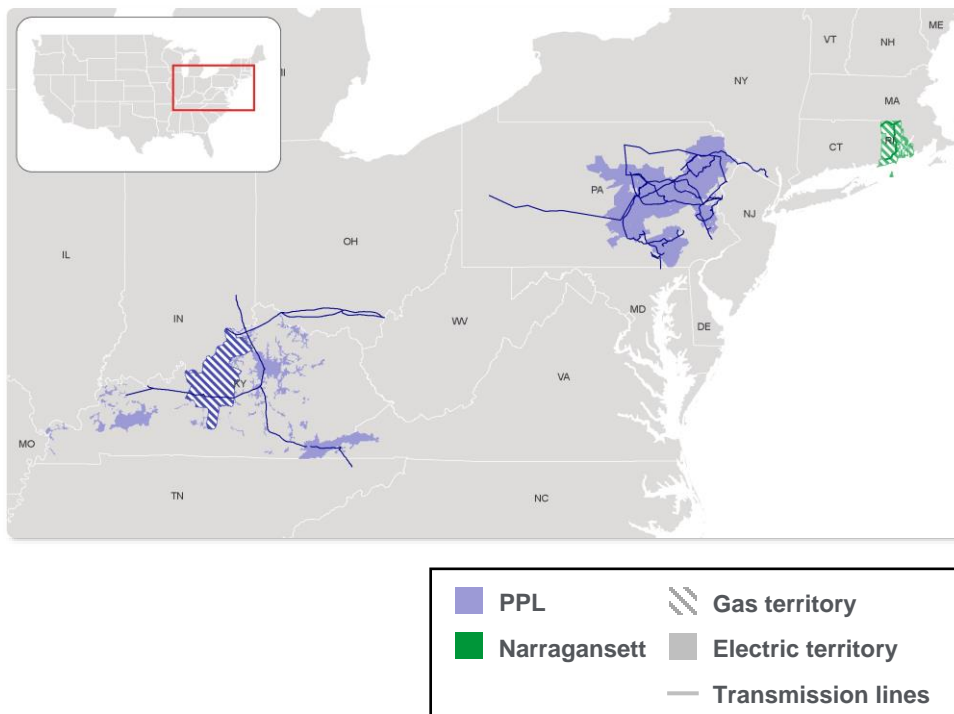 ME
VT
NH
NY
MA
CT
RI
PA
NJ
OH
IL
IN
MD
DE
WV
VA
KY
MO
TN
NC
PPL
Gas territory
Narragansett
Electric territory
Transmission lines